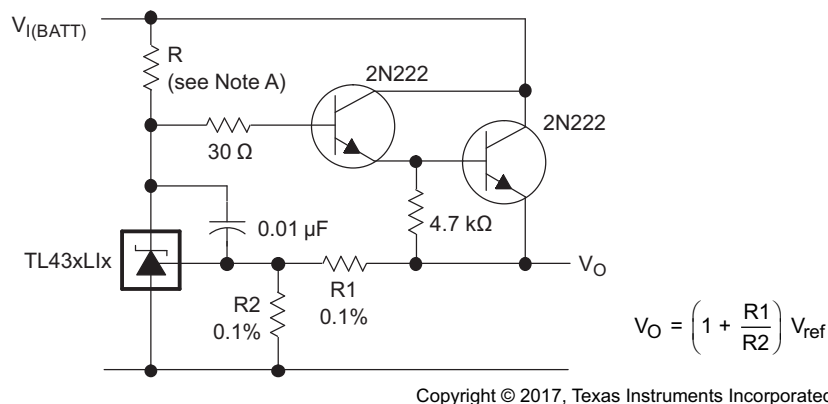 V_I(BATT)
R
(see Note A)
2N222
2N222
30 Ω
4.7 kΩ
0.01 µF
TL43xLIx
V_O
R1
0.1%
R2
0.1%
V_O = (1 + R1/R2) V_ref
Copyright © 2017, Texas Instruments Incorporated